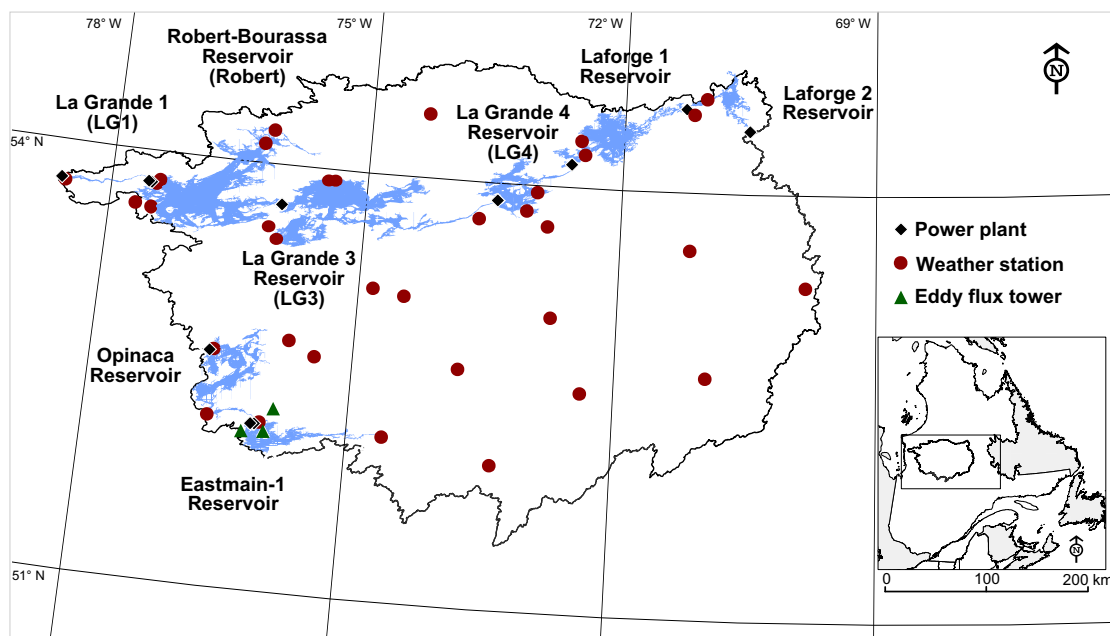 78° W
75° W
72° W
69° W
Robert-Bourassa
Reservoir
(Robert)
La Grande 1
(LG1)
Laforge 1
Reservoir
Laforge 2
Reservoir
La Grande 4
Reservoir
(LG4)
N
54° N
Power plant
Weather station
Eddy flux tower
La Grande 3
Reservoir
(LG3)
Opinaca
Reservoir
Eastmain-1
Reservoir
51° N
N
0 100 200 km